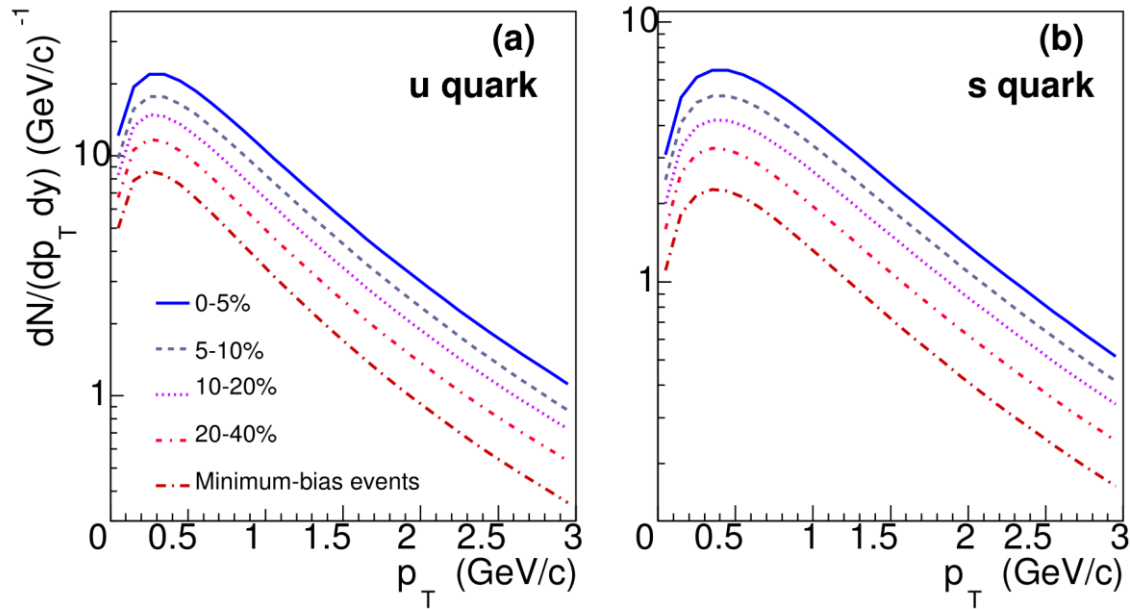 dN/(dp_T dy) (GeV/c)^-1
(a)
u quark
10
1
0-5%
5-10%
10-20%
20-40%
Minimum-bias events
0 0.5 1 1.5 2 2.5 3
p_T (GeV/c)
(b)
s quark
10
1
0 0.5 1 1.5 2 2.5 3
p_T (GeV/c)